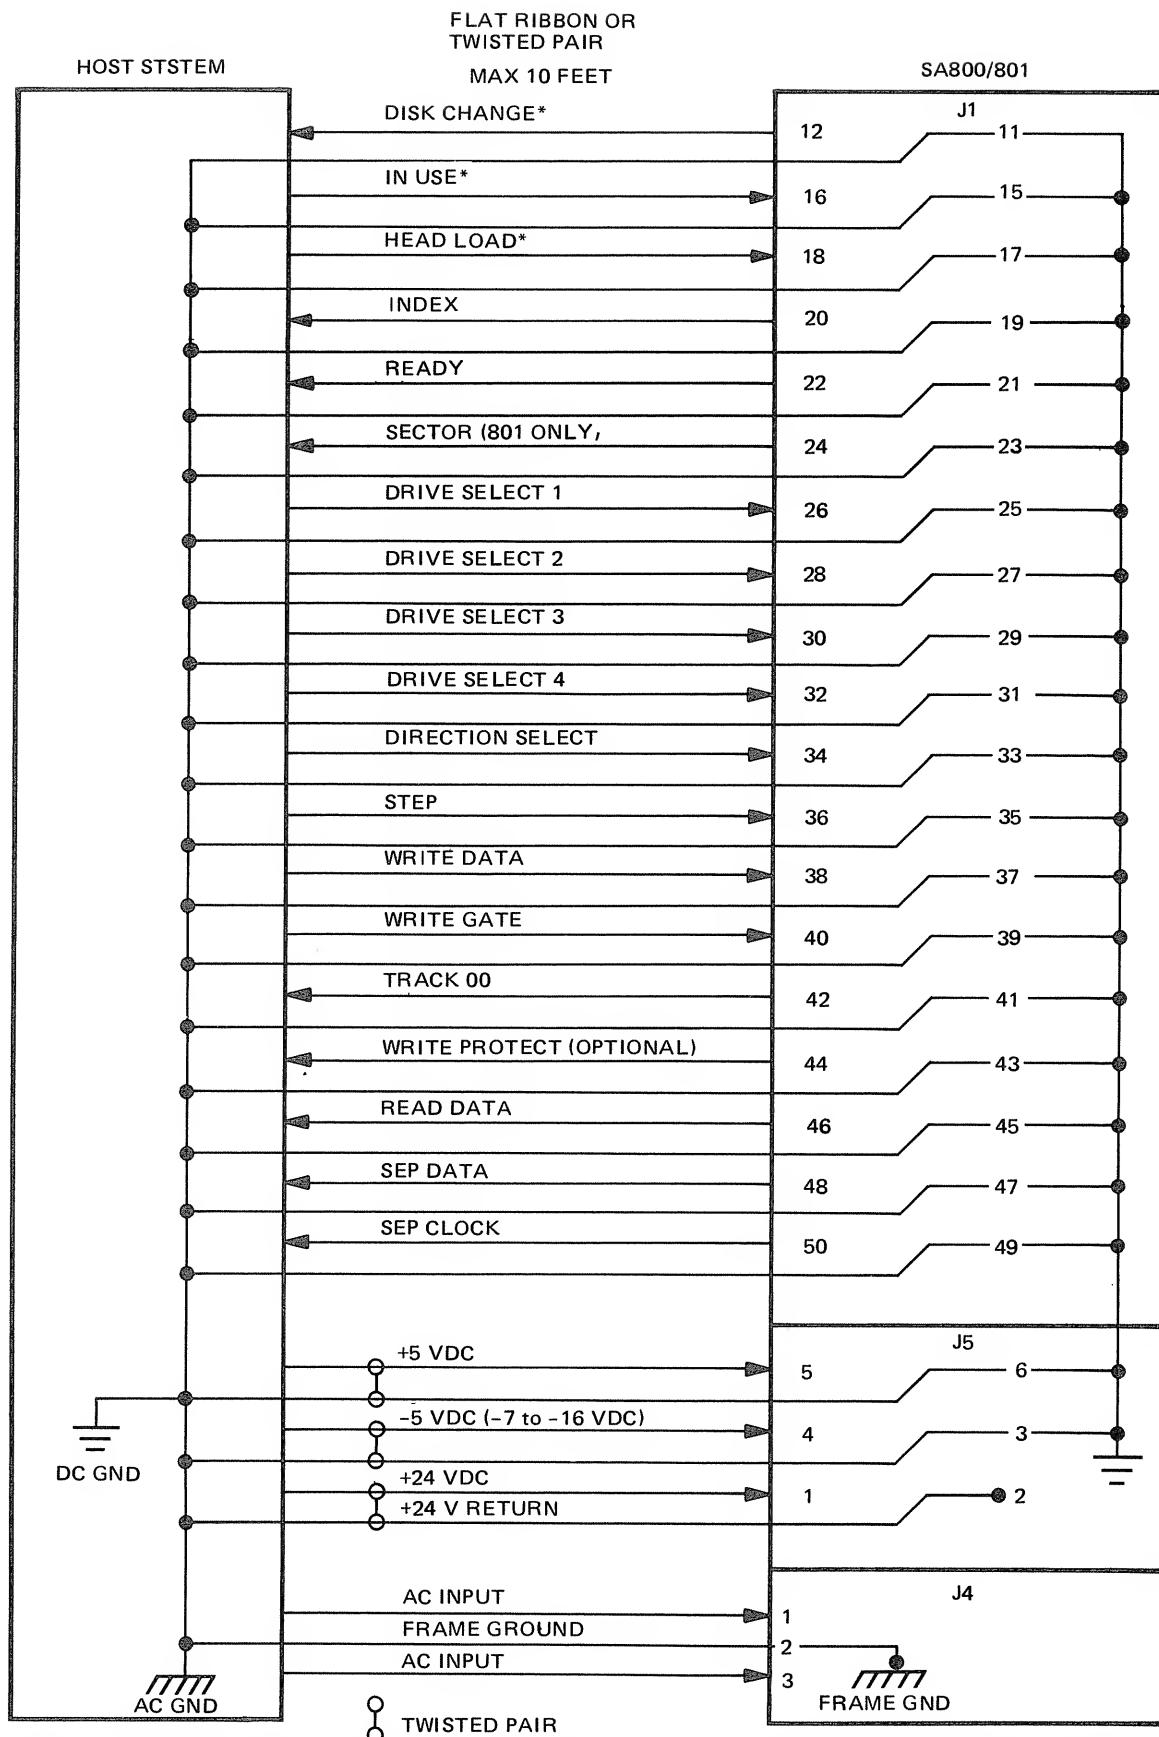 FLAT RIBBON OR
TWISTED PAIR
MAX 10 FEET
HOST STSTEM
SA800/801
J1
DISK CHANGE*
12
11
IN USE*
16
15
HEAD LOAD*
18
17
INDEX
20
19
READY
22
21
SECTOR (801 ONLY,
24
23
DRIVE SELECT 1
26
25
DRIVE SELECT 2
28
27
DRIVE SELECT 3
30
29
DRIVE SELECT 4
32
31
DIRECTION SELECT
34
33
STEP
36
35
WRITE DATA
38
37
WRITE GATE
40
39
TRACK 00
42
41
WRITE PROTECT (OPTIONAL)
44
43
READ DATA
46
45
SEP DATA
48
47
SEP CLOCK
50
49
J5
+5 VDC
5
6
-5 VDC (-7 to -16 VDC)
4
3
DC GND
+24 VDC
1
2
+24 V RETURN
J4
AC INPUT
1
FRAME GROUND
2
AC INPUT
3
AC GND
FRAME GND
TWISTED PAIR